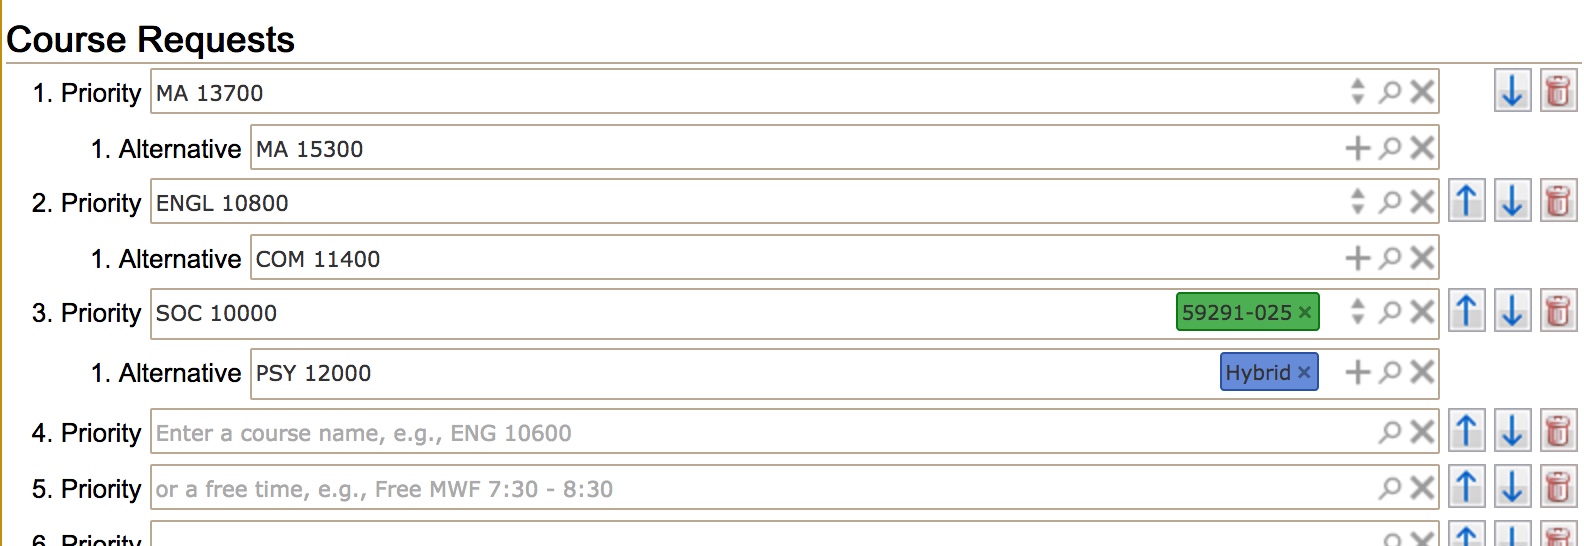 Course Requests
1. Priority MA 13700
1. Alternative MA 15300
2. Priority ENGL 10800
1. Alternative COM 11400
3. Priority SOC 10000 59291-025 ×
1. Alternative PSY 12000 Hybrid ×
4. Priority Enter a course name, e.g., ENG 10600
5. Priority or a free time, e.g., Free MWF 7:30 - 8:30
6. Priority